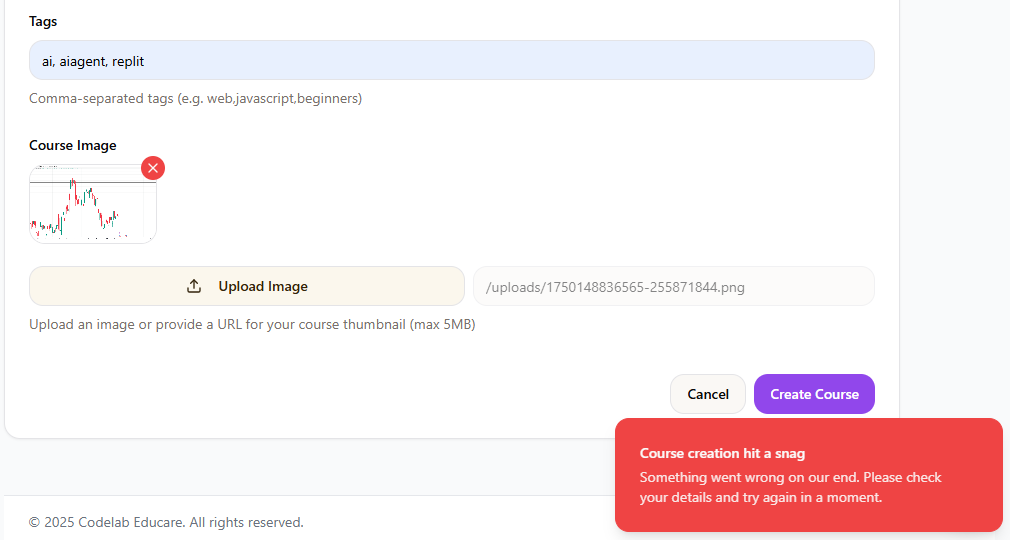 Tags
ai, aiagent, replit
Comma-separated tags (e.g. web,javascript,beginners)
Course Image
Upload Image
/uploads/1750148836565-255871844.png
Upload an image or provide a URL for your course thumbnail (max 5MB)
Cancel
Create Course
Course creation hit a snag
Something went wrong on our end. Please check
your details and try again in a moment.
© 2025 Codelab Educare. All rights reserved.